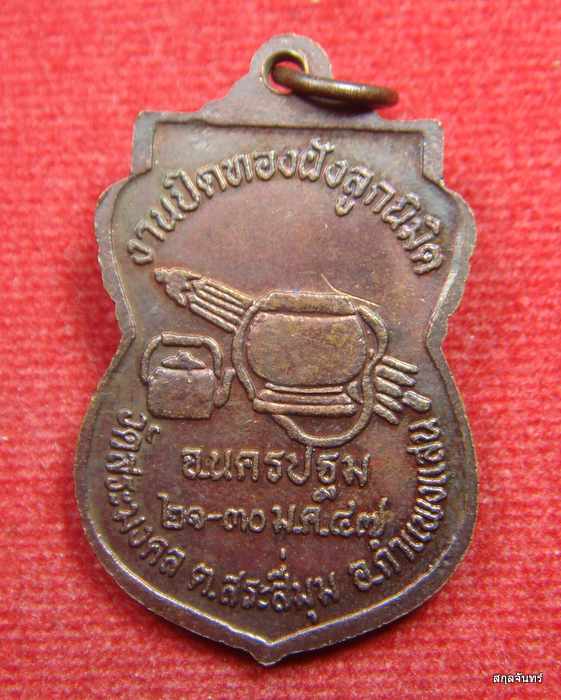 งานปิดทองฝังลูกนิมิต
จ.นครปฐม
๒๑-๓๐ ม.ค.๔๗
วัดสระมงคล ต.สระสี่มุม อ.กำแพงแสน
สกุลจันทร์